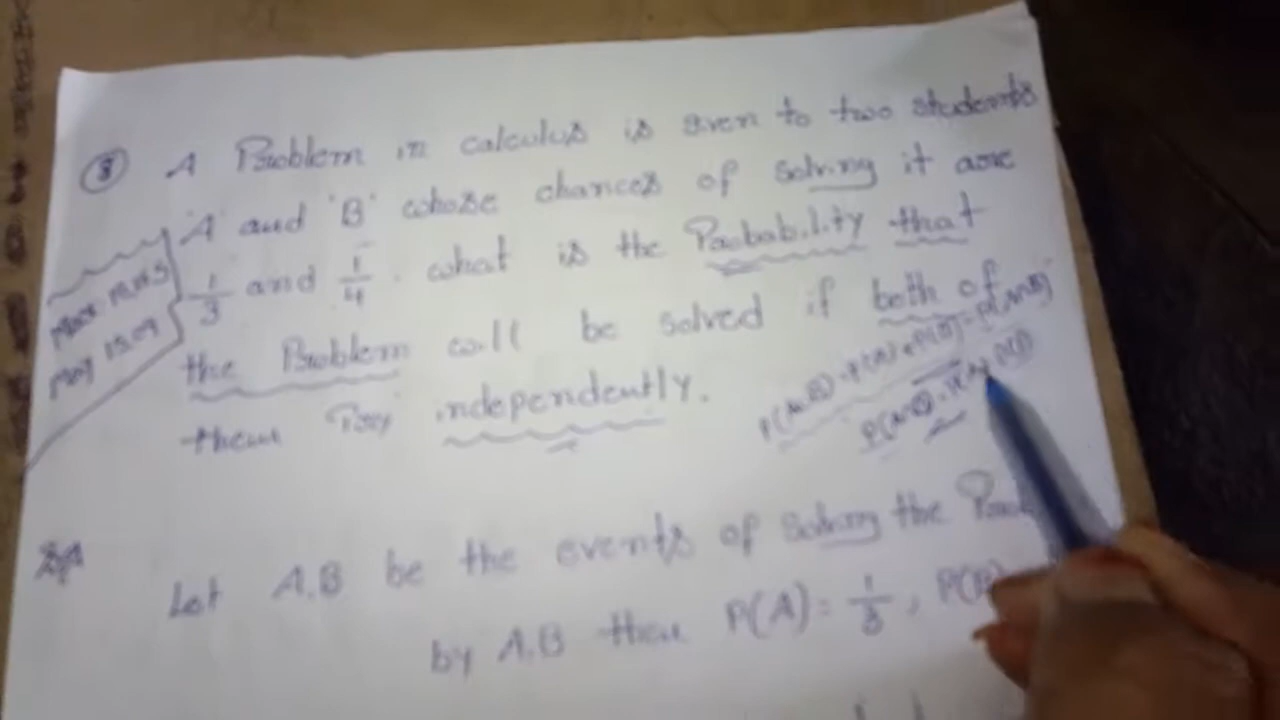 ③ A Problem in calculus is given to two students
'A' and 'B' whose chances of solving it are
1/3 and 1/4. what is the Probability that
the Problem will be solved if both of
them Try independently.
P(A∪B) = P(A) + P(B) - P(A∩B)
P(A∩B) = P(A) P(B)
Let A,B be the events of solving the
by A,B then P(A) = 1/3, P(B)